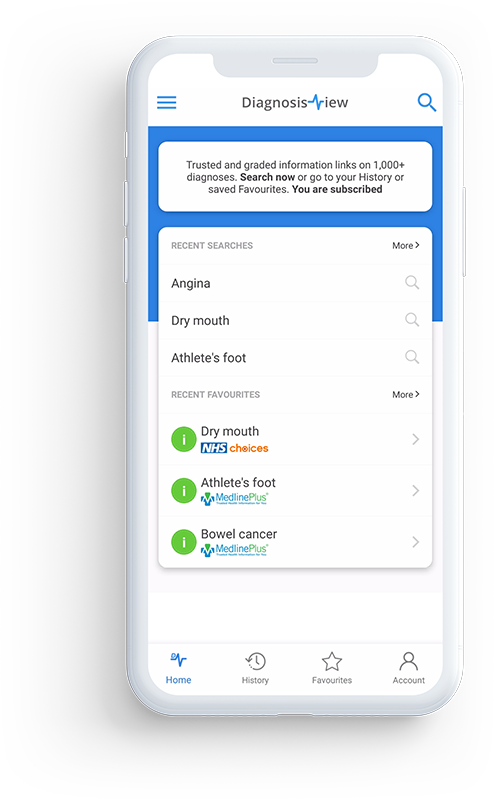 DiagnosisView
Trusted and graded information links on 1,000+
diagnoses. Search now or go to your History or
saved Favourites. You are subscribed
RECENT SEARCHES More
Angina
Dry mouth
Athlete's foot
RECENT FAVOURITES More
i Dry mouth
NHS choices
i Athlete's foot
MedlinePlus
Trusted Health Information for You
i Bowel cancer
MedlinePlus
Trusted Health Information for You
Home History Favourites Account